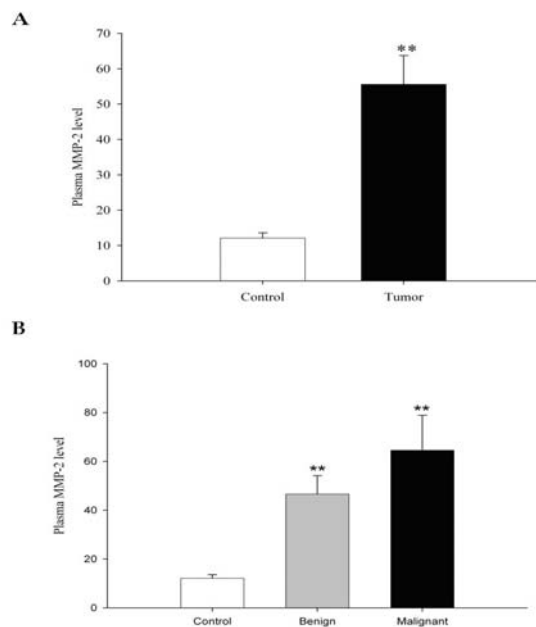 A
70
60
50
40
30
20
10
0
Plasma MMP-2 level
**
Control Tumor
B
100
80
60
40
20
0
Plasma MMP-2 level
** **
Control Benign Malignant